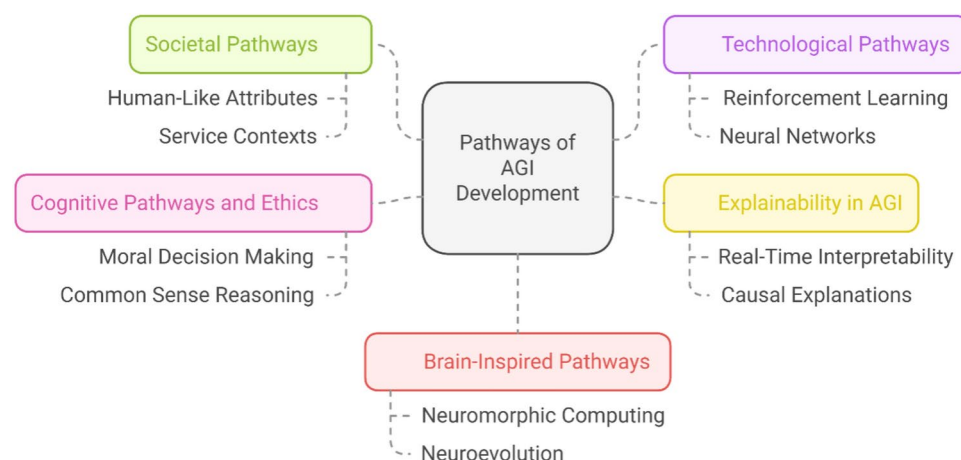 Societal Pathways
Human-Like Attributes
Service Contexts
Cognitive Pathways and Ethics
Moral Decision Making
Common Sense Reasoning
Pathways of
AGI
Development
Technological Pathways
Reinforcement Learning
Neural Networks
Explainability in AGI
Real-Time Interpretability
Causal Explanations
Brain-Inspired Pathways
Neuromorphic Computing
Neuroevolution